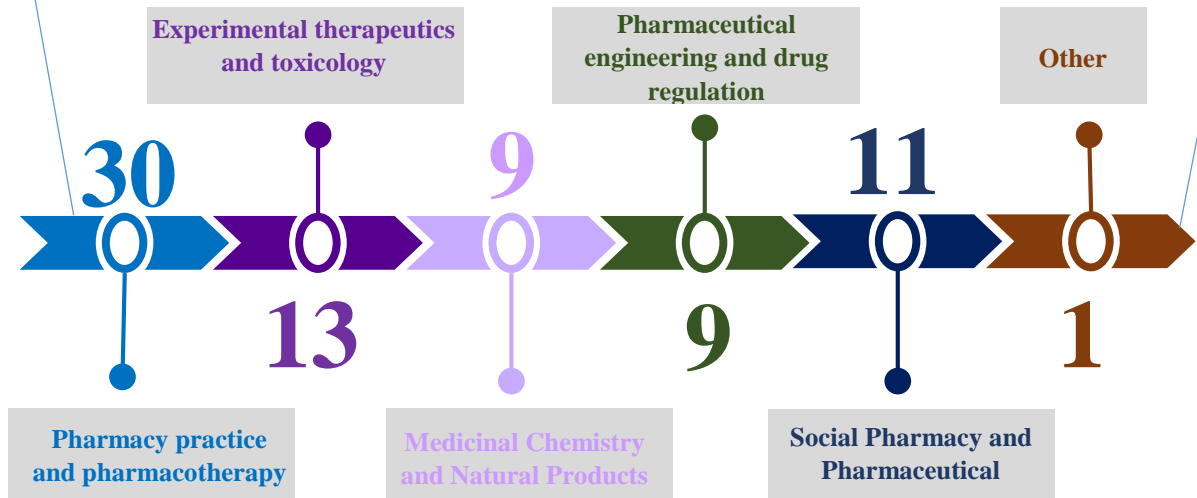 Experimental therapeutics
and toxicology
Pharmaceutical
engineering and drug
regulation
Other
30
9
11
13
9
1
Pharmacy practice
and pharmacotherapy
Medicinal Chemistry
and Natural Products
Social Pharmacy and
Pharmaceutical